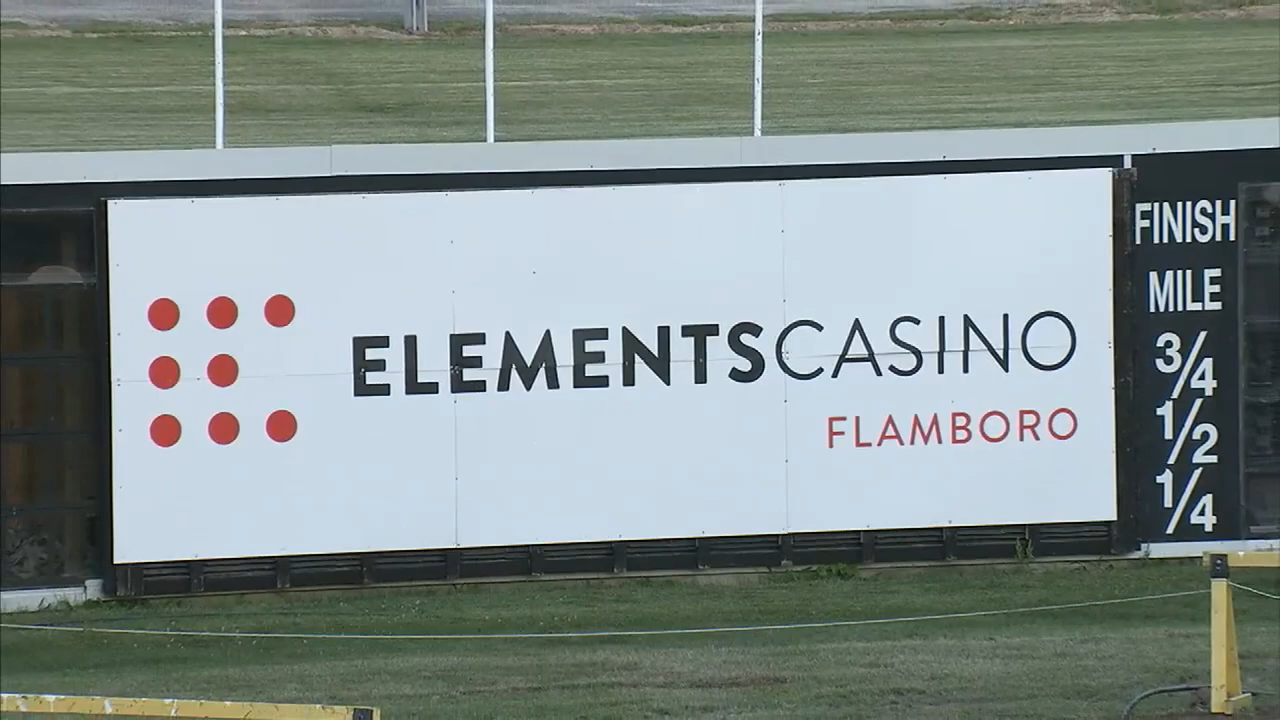 ELEMENTSCASINO
FLAMBORO
FINISH
MILE
3/4
1/2
1/4